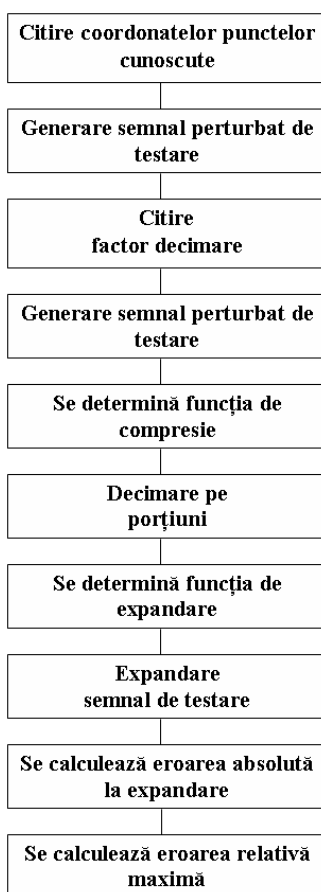 Citire coordonatelor punctelor
cunoscute
Generare semnal perturbat de
testare
Citire
factor decimare
Generare semnal perturbat de
testare
Se determină funcția de
compresie
Decimare pe
porțiuni
Se determină funcția de
expandare
Expandare
semnal de testare
Se calculează eroarea absolută
la expandare
Se calculează eroarea relativă
maximă